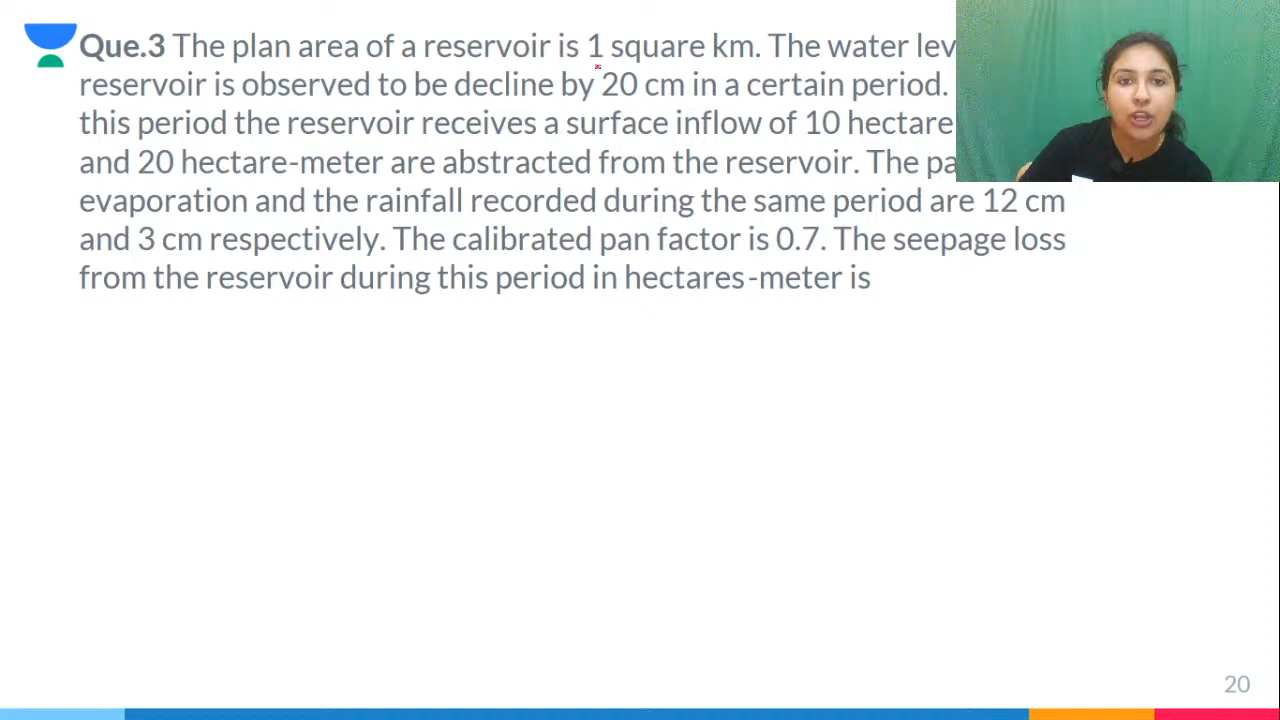 Que.3 The plan area of a reservoir is 1 square km. The water
reservoir is observed to be decline by 20 cm in a certain period.
this period the reservoir receives a surface inflow of 10 hectare
and 20 hectare-meter are abstracted from the reservoir. The
evaporation and the rainfall recorded during the same period are 12 cm
and 3 cm respectively. The calibrated pan factor is 0.7. The seepage loss
from the reservoir during this period in hectares-meter is
20